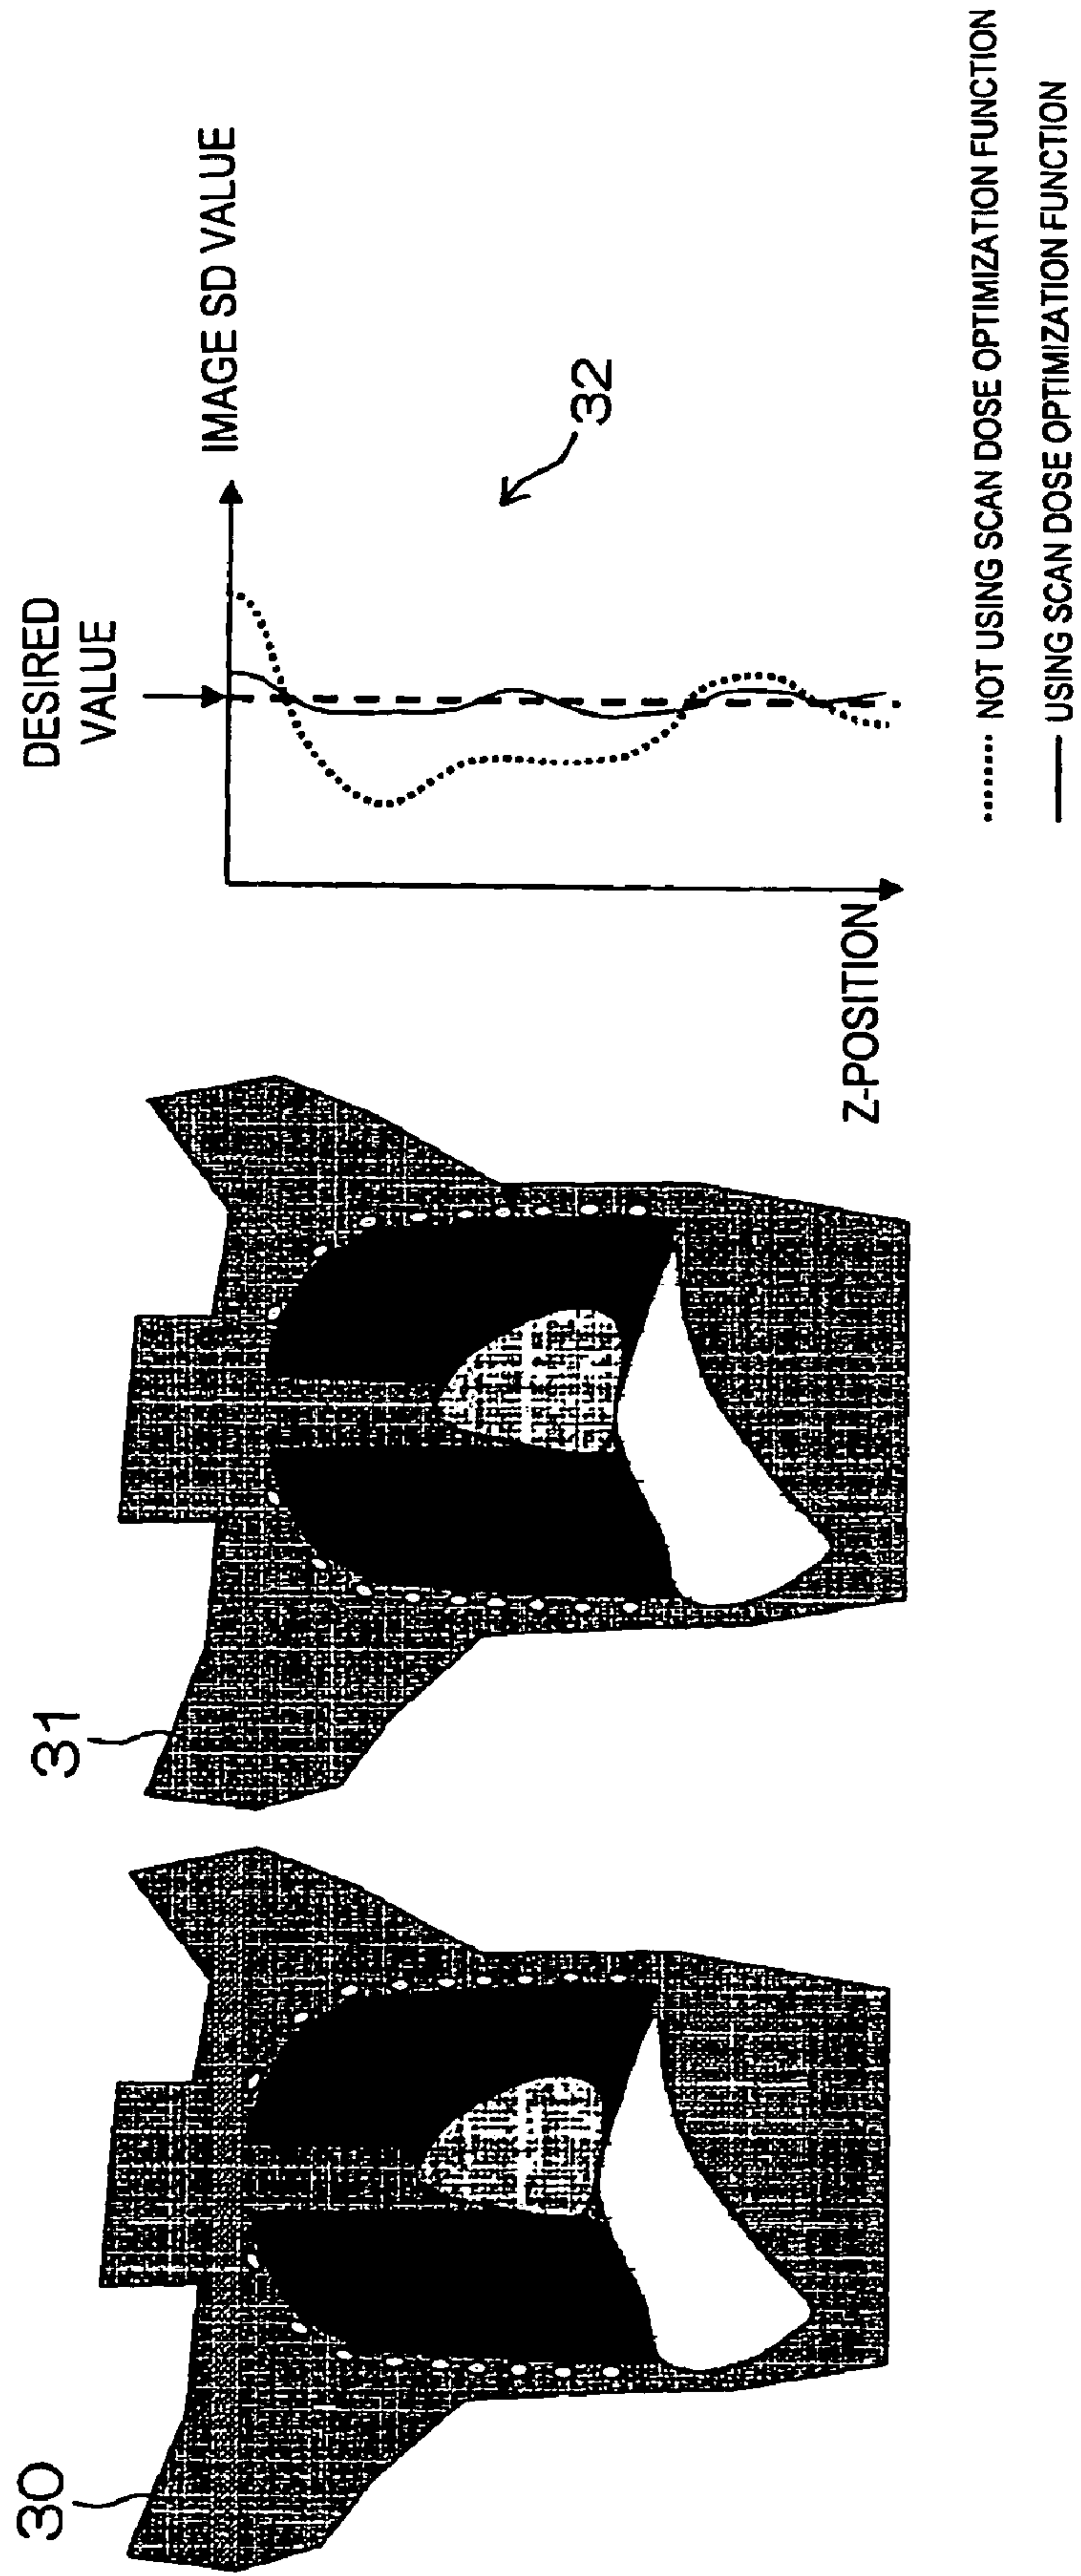 30
31
DESIRED
VALUE
IMAGE SD VALUE
32
Z-POSITION
NOT USING SCAN DOSE OPTIMIZATION FUNCTION
USING SCAN DOSE OPTIMIZATION FUNCTION